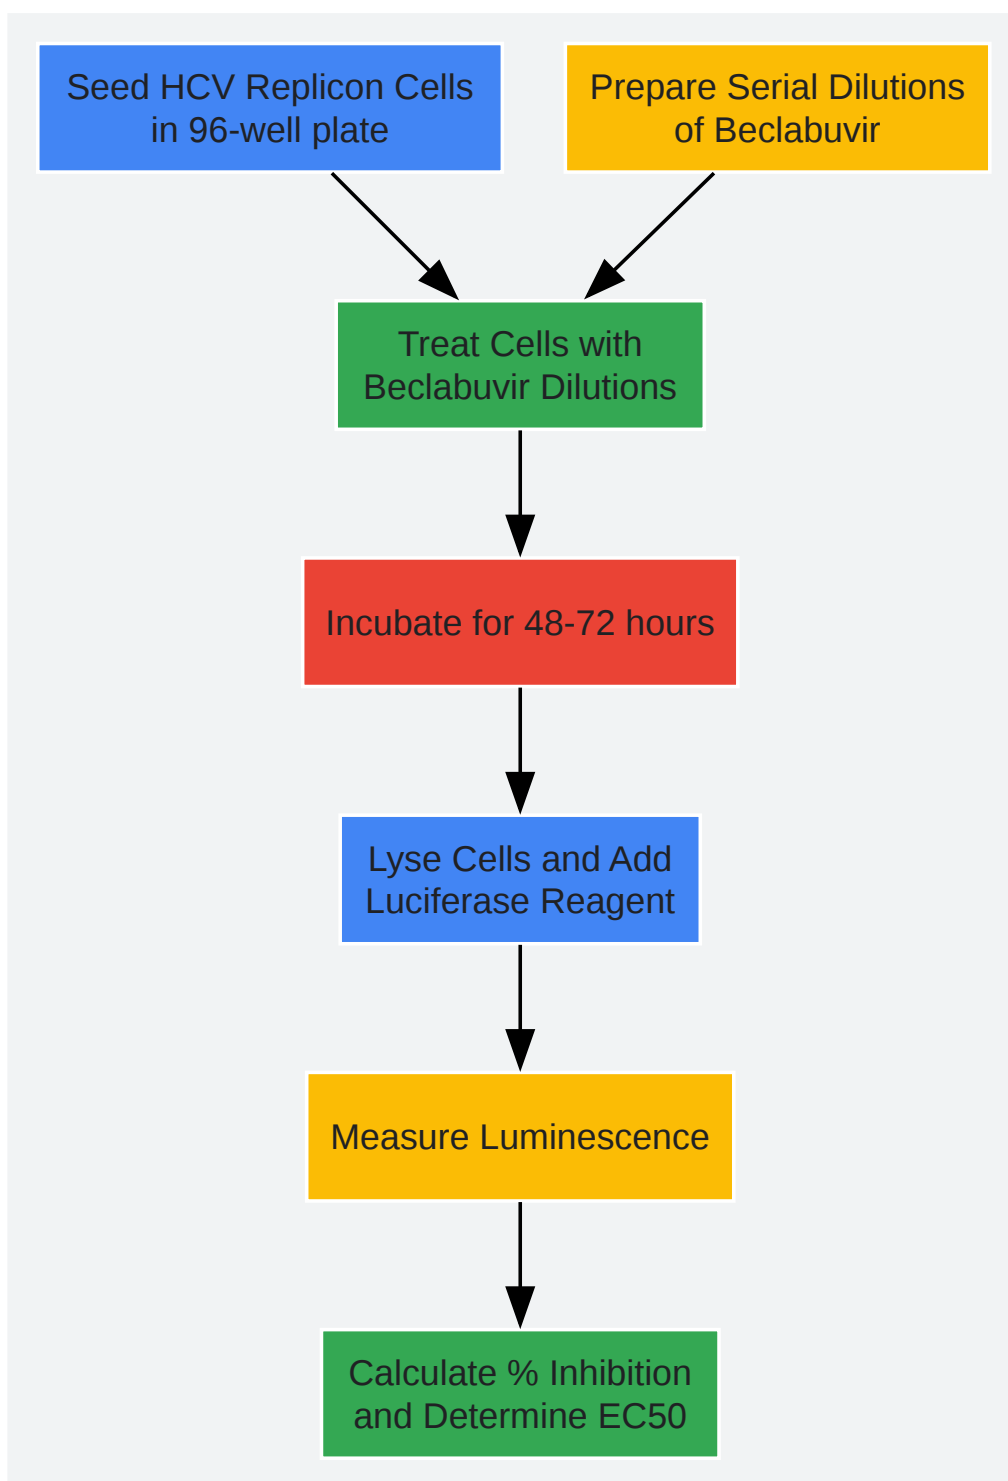 Seed HCV Replicon Cells
in 96-well plate
Prepare Serial Dilutions
of Beclabuvir
Treat Cells with
Beclabuvir Dilutions
Incubate for 48-72 hours
Lyse Cells and Add
Luciferase Reagent
Measure Luminescence
Calculate % Inhibition
and Determine EC50